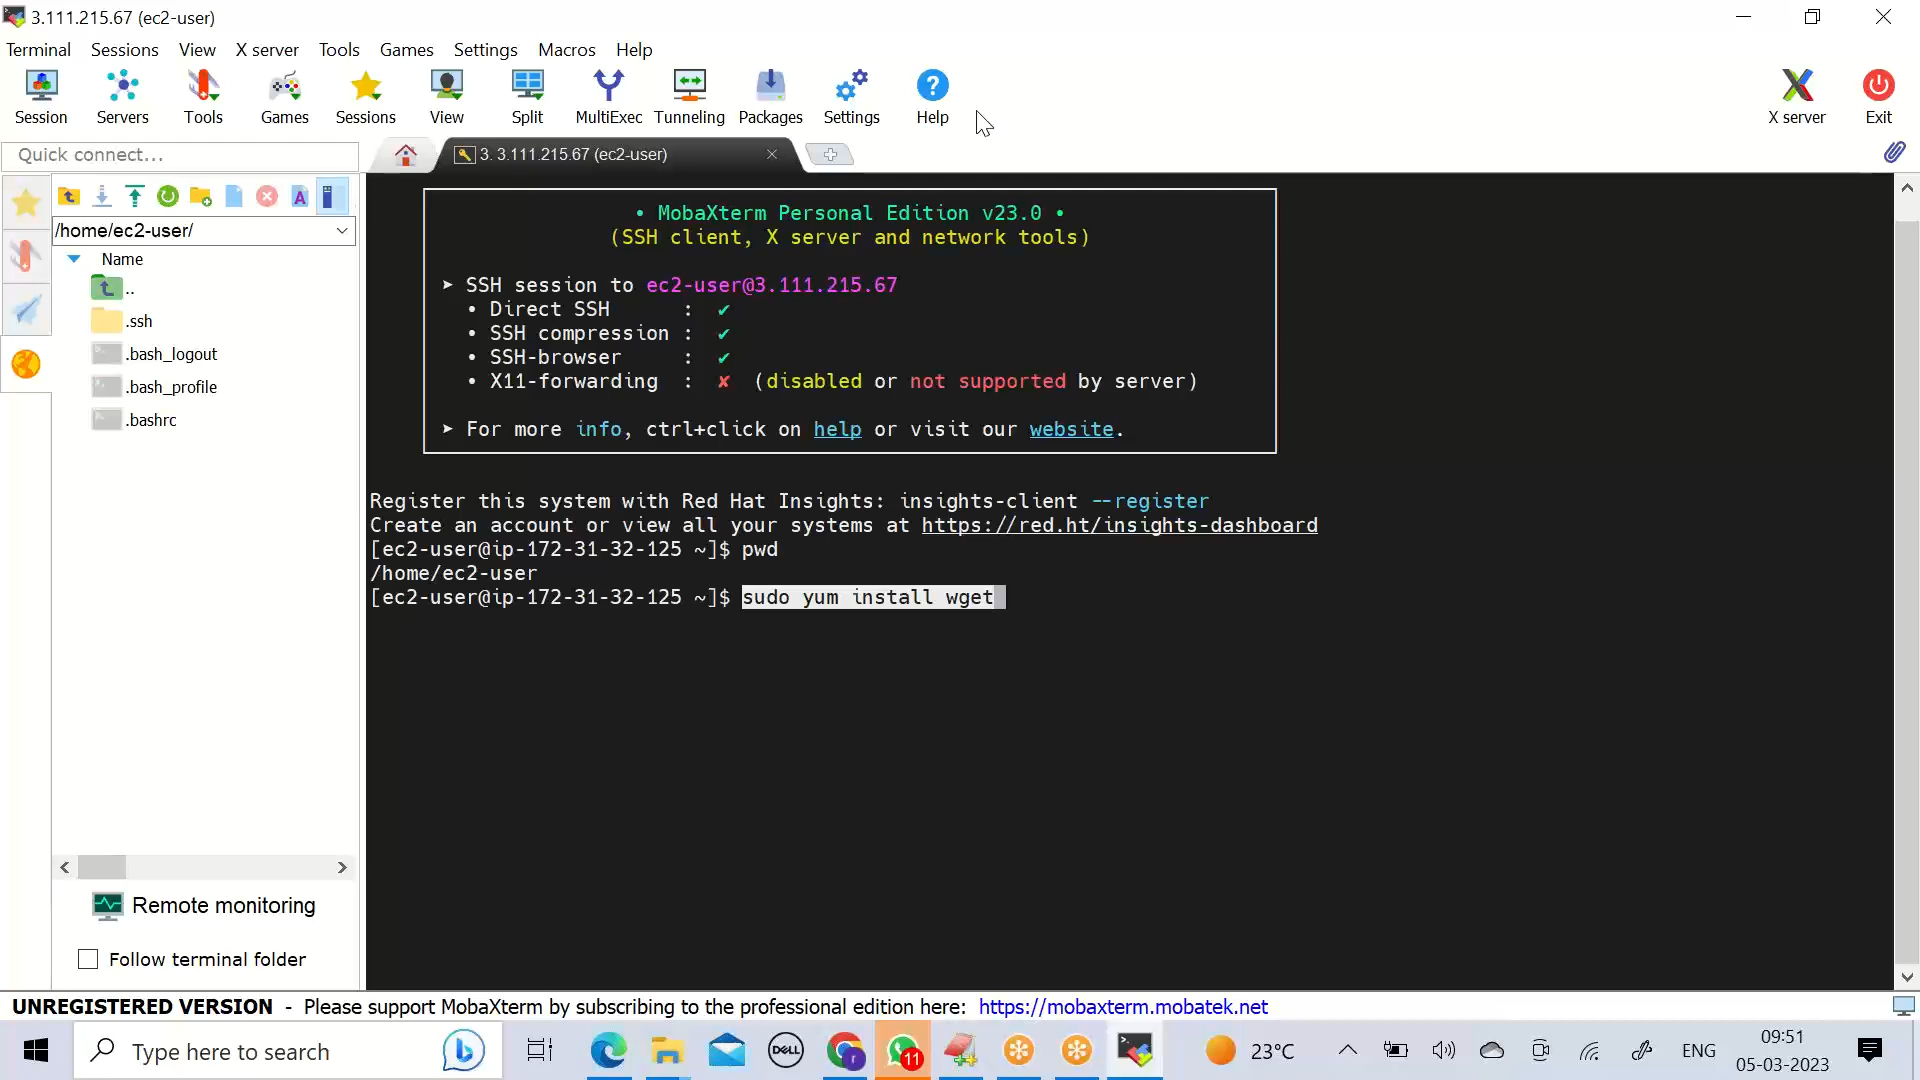 3.111.215.67 (ec2-user)
Terminal Sessions View X server Tools Games Settings Macros Help
Session Servers Tools Games Sessions View Split MultiExec Tunneling Packages Settings Help X server Exit
Quick connect...
3. 3.111.215.67 (ec2-user)
/home/ec2-user/
Name
..
.ssh
.bash_logout
.bash_profile
.bashrc
Remote monitoring
Follow terminal folder
• MobaXterm Personal Edition v23.0 •
(SSH client, X server and network tools)
➤ SSH session to ec2-user@3.111.215.67
• Direct SSH : ✔
• SSH compression : ✔
• SSH-browser : ✔
• X11-forwarding : ✘ (disabled or not supported by server)
➤ For more info, ctrl+click on help or visit our website.
Register this system with Red Hat Insights: insights-client --register
Create an account or view all your systems at https://red.ht/insights-dashboard
[ec2-user@ip-172-31-32-125 ~]$ pwd
/home/ec2-user
[ec2-user@ip-172-31-32-125 ~]$ sudo yum install wget
UNREGISTERED VERSION - Please support MobaXterm by subscribing to the professional edition here: https://mobaxterm.mobatek.net
Type here to search
DELL
r
11
23°C
ENG
09:51
05-03-2023